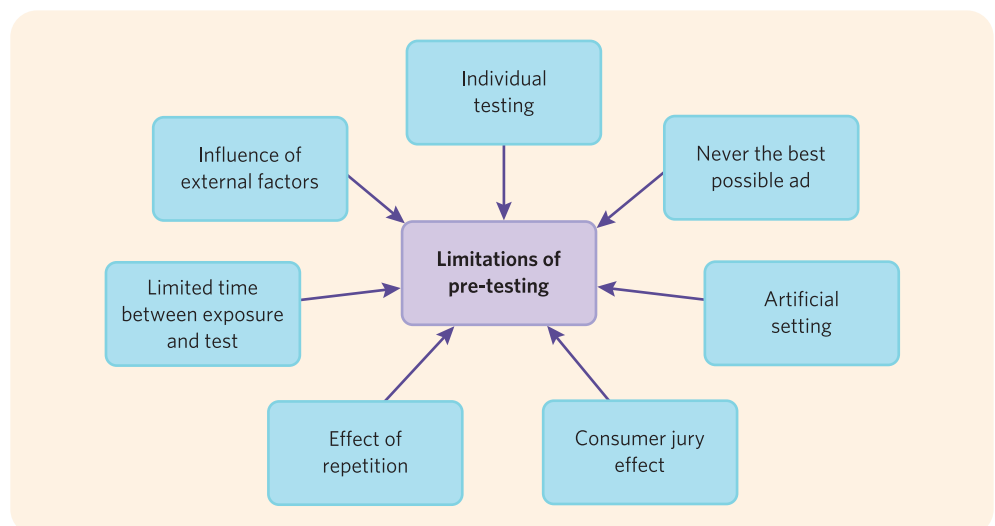 Individual
testing
Influence of
external factors
Never the best
possible ad
Limitations of
pre-testing
Limited time
between exposure
and test
Artificial
setting
Effect of
repetition
Consumer jury
effect